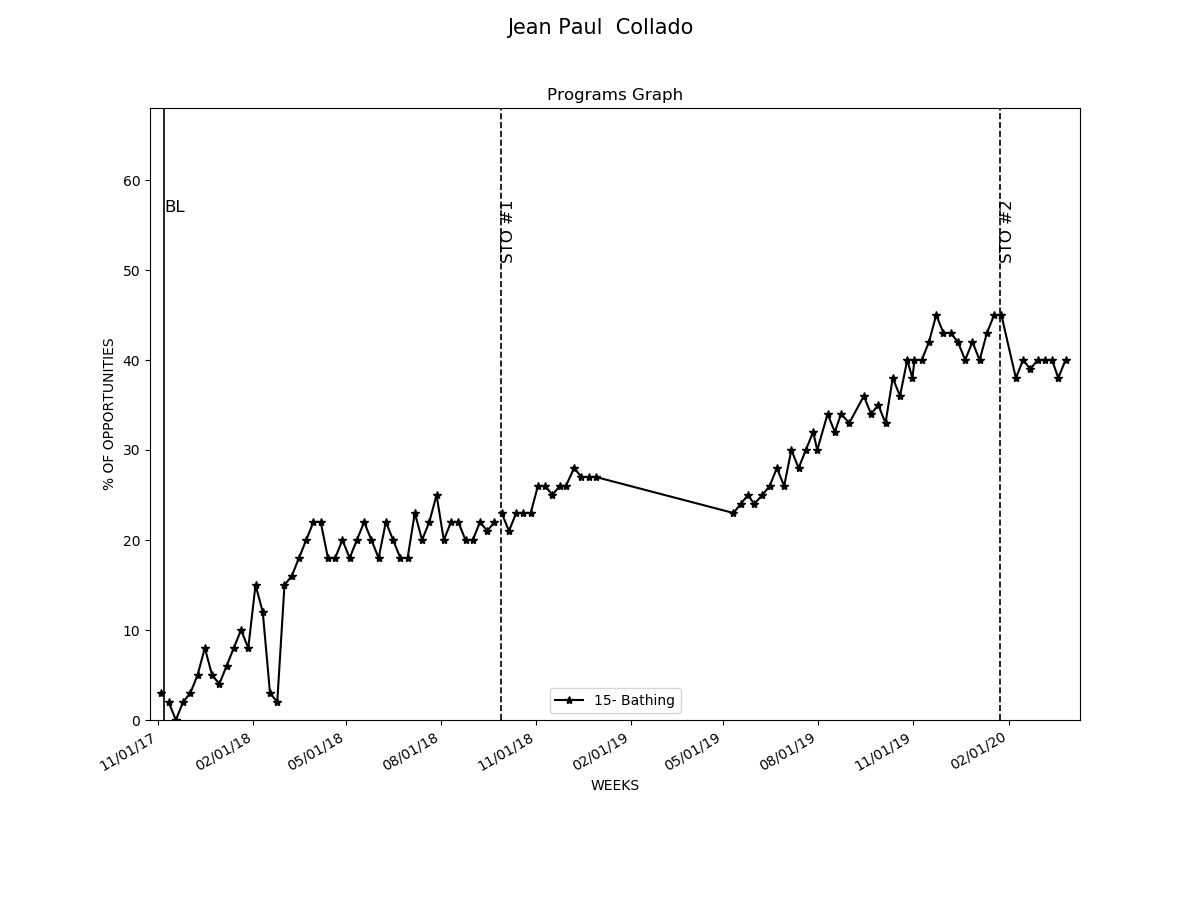 Jean Paul  Collado
Programs Graph
60
50
40
30
20
10
0
% OF OPPORTUNITIES
BL
STO #1
STO #2
15- Bathing
11/01/17
02/01/18
05/01/18
08/01/18
11/01/18
02/01/19
05/01/19
08/01/19
11/01/19
02/01/20
WEEKS